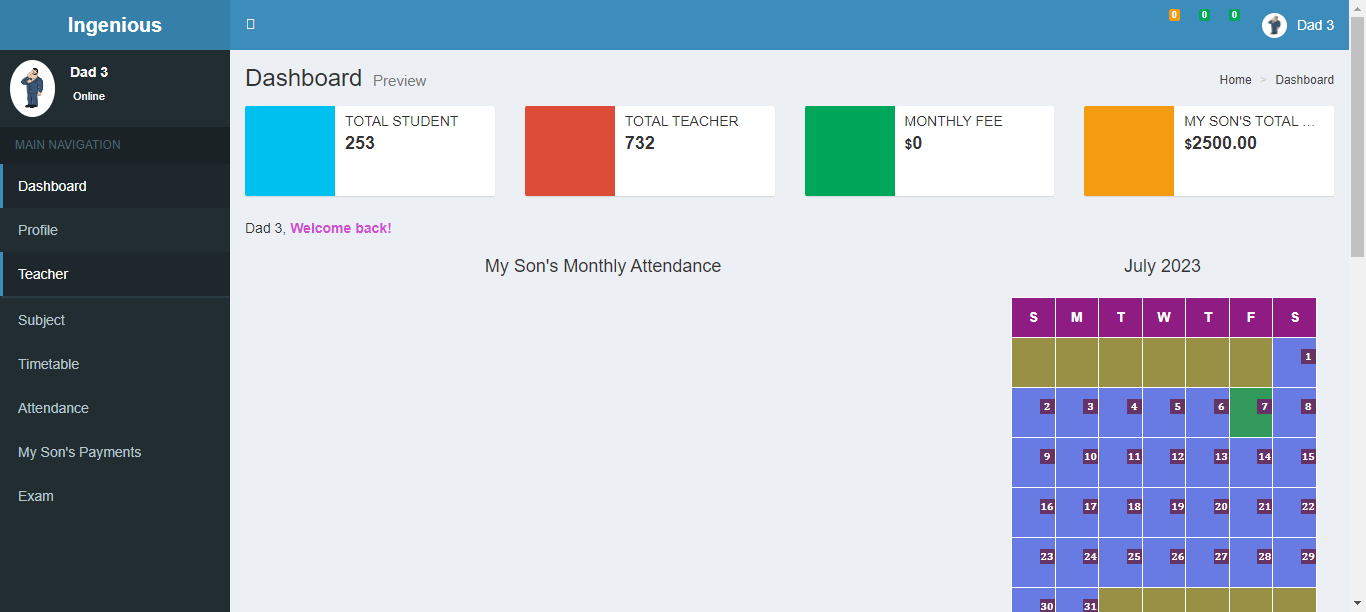 Ingenious
0 0 0 Dad 3
Dad 3
Online
MAIN NAVIGATION
Dashboard
Profile
Teacher
Subject
Timetable
Attendance
My Son's Payments
Exam
Dashboard Preview
Home > Dashboard
TOTAL STUDENT
253
TOTAL TEACHER
732
MONTHLY FEE
$0
MY SON'S TOTAL ...
$2500.00
Dad 3, Welcome back!
My Son's Monthly Attendance
July 2023
S M T W T F S
1
2 3 4 5 6 7 8
9 10 11 12 13 14 15
16 17 18 19 20 21 22
23 24 25 26 27 28 29
30 31